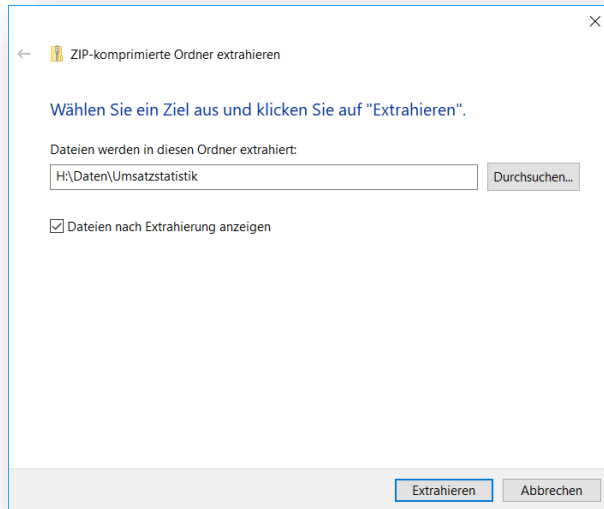 ZIP-komprimierte Ordner extrahieren
Wählen Sie ein Ziel aus und klicken Sie auf "Extrahieren".
Dateien werden in diesen Ordner extrahiert:
H:\Daten\Umsatzstatistik
Durchsuchen...
Dateien nach Extrahierung anzeigen
Extrahieren
Abbrechen